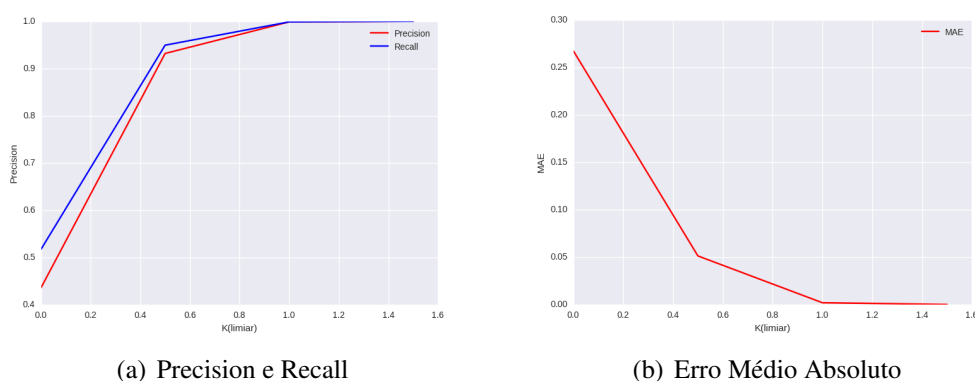 1.0
0.9
0.8
0.7
0.6
0.5
0.4
Precision
0.0 0.2 0.4 0.6 0.8 1.0 1.2 1.4 1.6
K(limiar)
Precision
Recall
(a) Precision e Recall
0.30
0.25
0.20
0.15
0.10
0.05
0.00
MAE
0.0 0.2 0.4 0.6 0.8 1.0 1.2 1.4 1.6
K(limiar)
MAE
(b) Erro Médio Absoluto